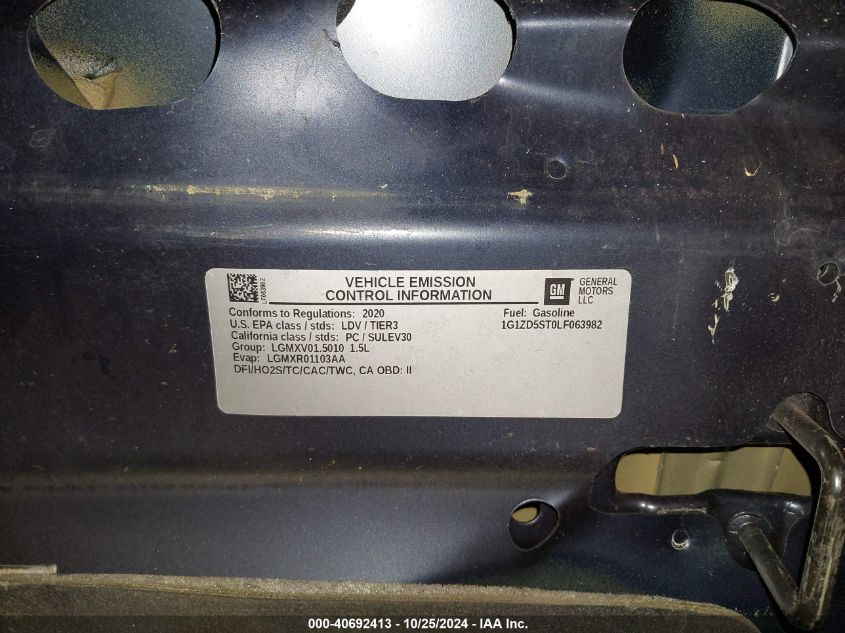 VEHICLE EMISSION
CONTROL INFORMATION
GM
GENERAL
MOTORS
LLC
LF063982
Conforms to Regulations: 2020
U.S. EPA class / stds: LDV / TIER3
California class / stds: PC / SULEV30
Group: LGMXV01.5010 1.5L
Evap: LGMXR01103AA
DFI/HO2S/TC/CAC/TWC, CA OBD: II
Fuel: Gasoline
1G1ZD5ST0LF063982
000-40692413 - 10/25/2024 - IAA Inc.